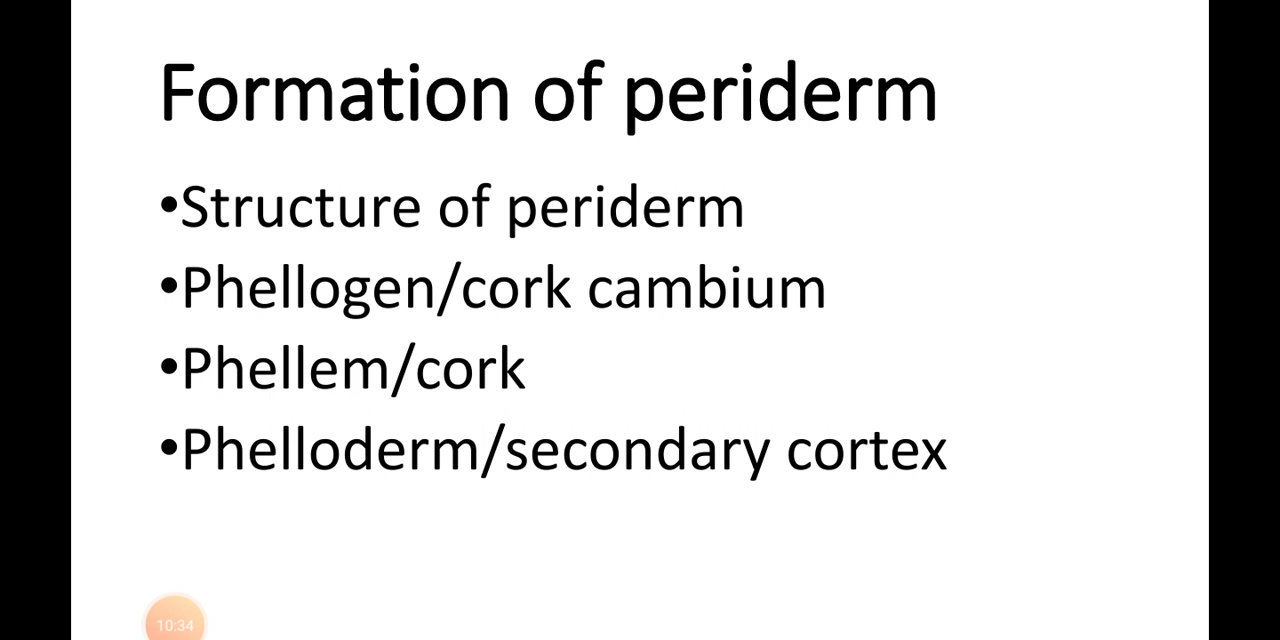 Formation of periderm
•Structure of periderm
•Phellogen/cork cambium
•Phellem/cork
•Phelloderm/secondary cortex
10:34